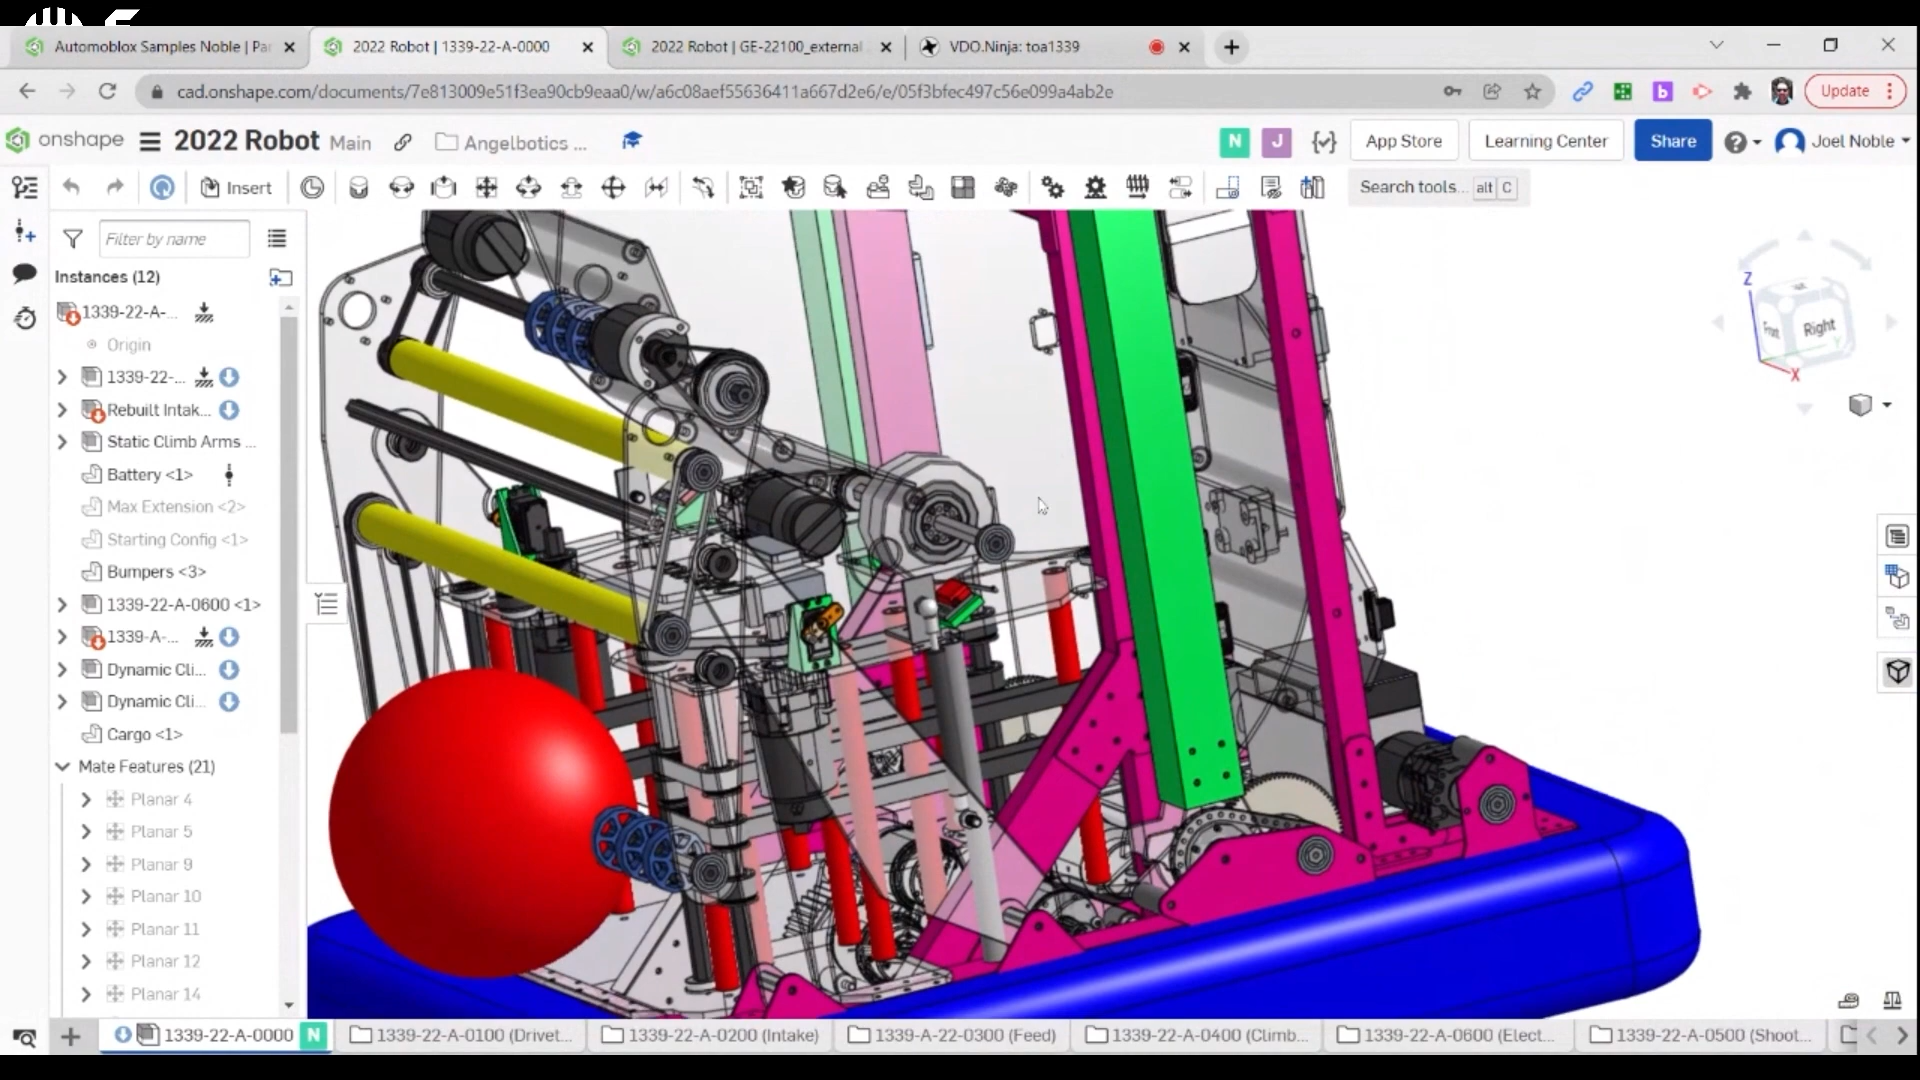 Automoblox Samples Noble | Par
2022 Robot | 1339-22-A-0000
2022 Robot | GE-22100_external
VDO.Ninja: toa1339
cad.onshape.com/documents/7e813009e51f3ea90cb9eaa0/w/a6c08aef55636411a667d2e6/e/05f3bfec497c56e099a4ab2e
Update
onshape
2022 Robot Main
Angelbotics ...
N
J
App Store
Learning Center
Share
Joel Noble
Insert
Search tools... alt C
Filter by name
Instances (12)
1339-22-A-...
Origin
1339-22-...
Rebuilt Intak...
Static Climb Arms ...
Battery <1>
Max Extension <2>
Starting Config <1>
Bumpers <3>
1339-22-A-0600 <1>
1339-A-...
Dynamic Cli...
Dynamic Cli...
Cargo <1>
Mate Features (21)
Planar 4
Planar 5
Planar 9
Planar 10
Planar 11
Planar 12
Planar 14
Z
Front
Right
Y
X
1339-22-A-0000 N
1339-22-A-0100 (Drivet...
1339-22-A-0200 (Intake)
1339-A-22-0300 (Feed)
1339-22-A-0400 (Climb...
1339-22-A-0600 (Elect...
1339-22-A-0500 (Shoot...